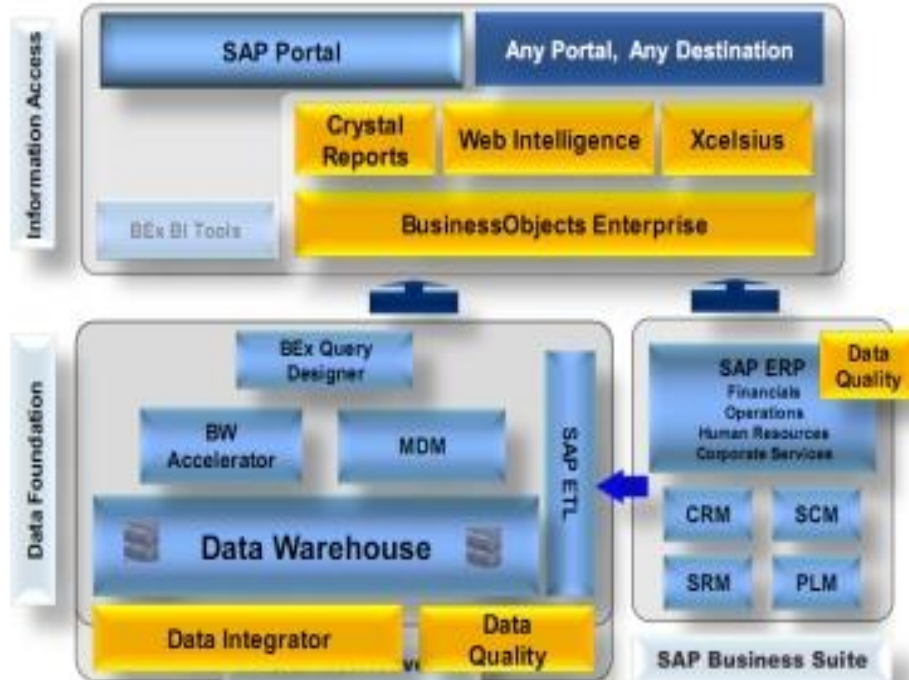 Information Access
SAP Portal
Any Portal, Any Destination
Crystal
Reports
Web Intelligence
Xcelsius
BEx BI Tools
BusinessObjects Enterprise
Data Foundation
BEx Query
Designer
BW
Accelerator
MDM
SAP ETL
Data Warehouse
Data Integrator
Data
Quality
SAP ERP
Financials
Operations
Human Resources
Corporate Services
Data
Quality
CRM
SCM
SRM
PLM
SAP Business Suite